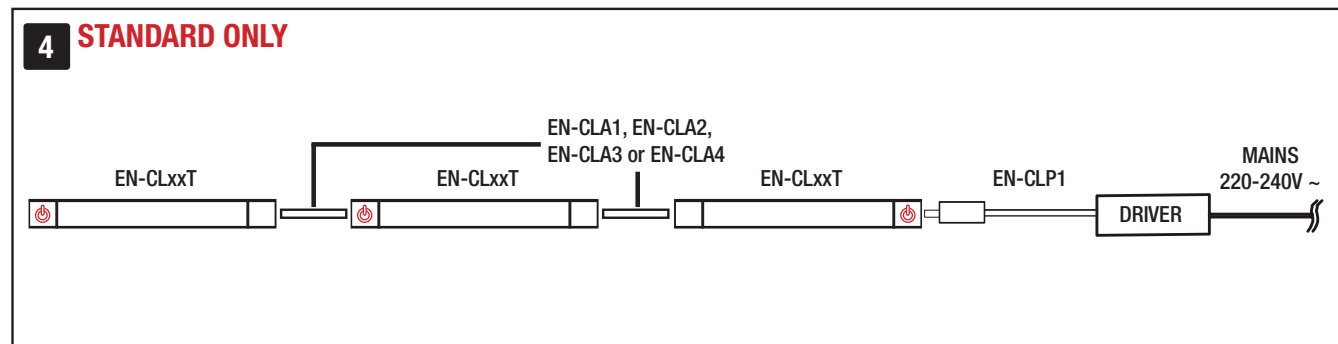 4 STANDARD ONLY
EN-CLA1, EN-CLA2,
EN-CLA3 or EN-CLA4
EN-CLxxT
EN-CLxxT
EN-CLxxT
EN-CLP1
MAINS
220-240V ~
DRIVER